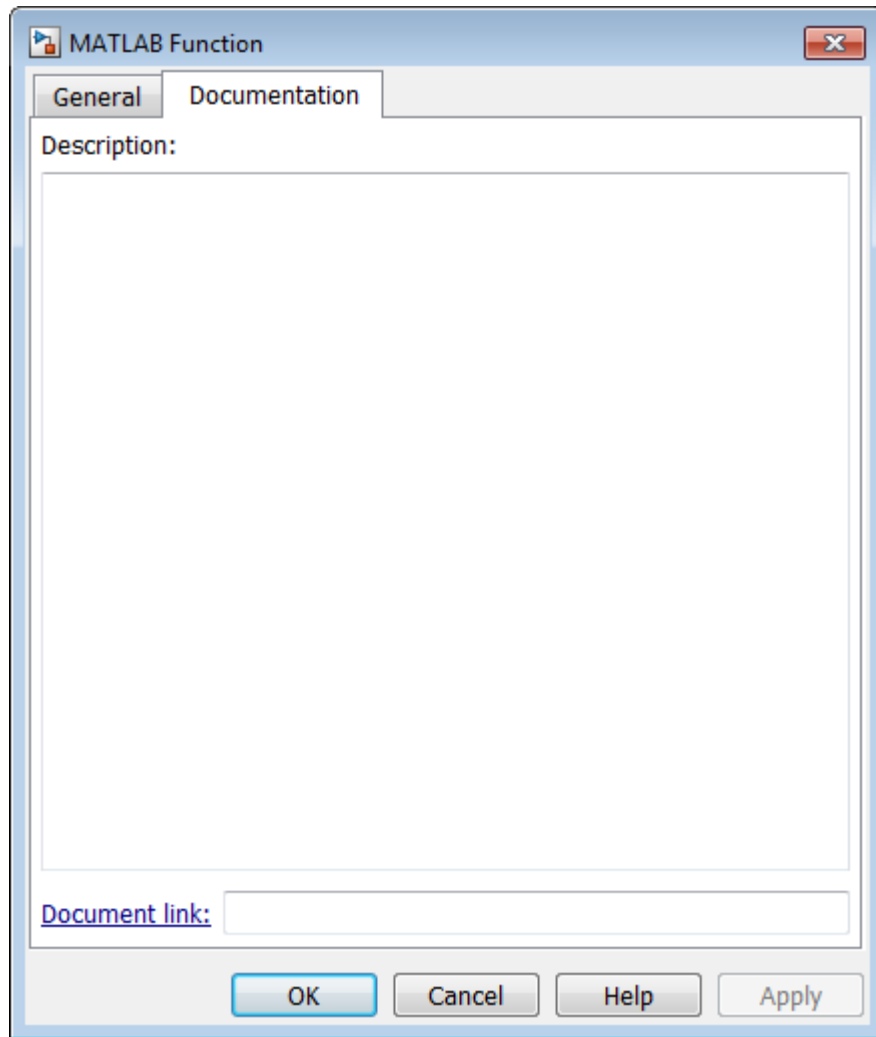 MATLAB Function
General Documentation
Description:
Document link:
OK Cancel Help Apply